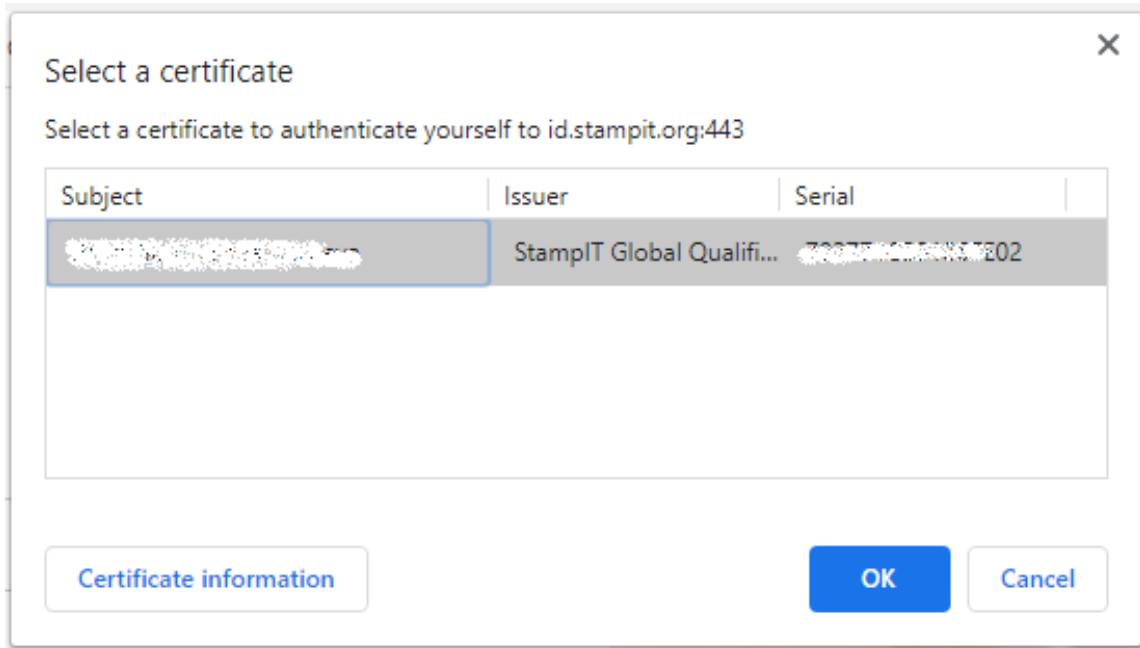 Select a certificate
Select a certificate to authenticate yourself to id.stampit.org:443
Subject Issuer Serial
StampIT Global Qualifi...
Certificate information OK Cancel